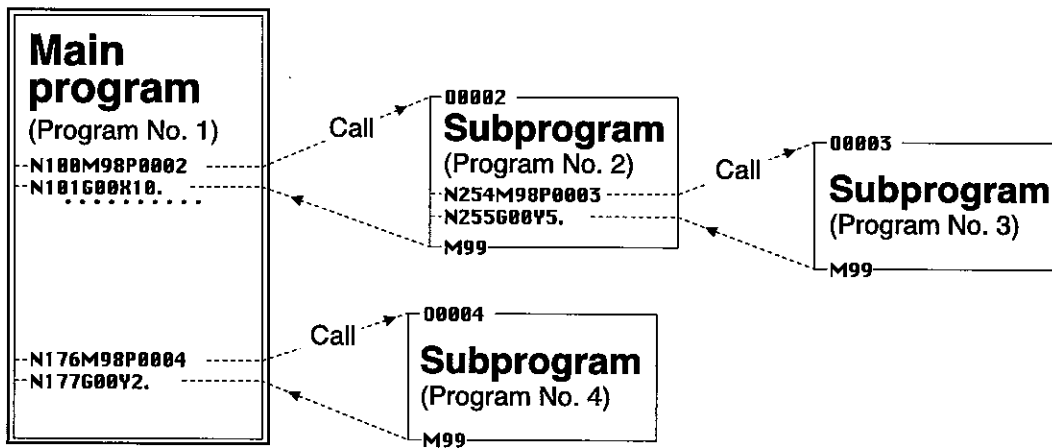 Main
program
(Program No. 1)
N100M98P0002
N101G00X10.
Call
O0002
Subprogram
(Program No. 2)
N254M98P0003
N255G00Y5.
M99
Call
O0003
Subprogram
(Program No. 3)
M99
N176M98P0004
N177G00Y2.
Call
O0004
Subprogram
(Program No. 4)
M99